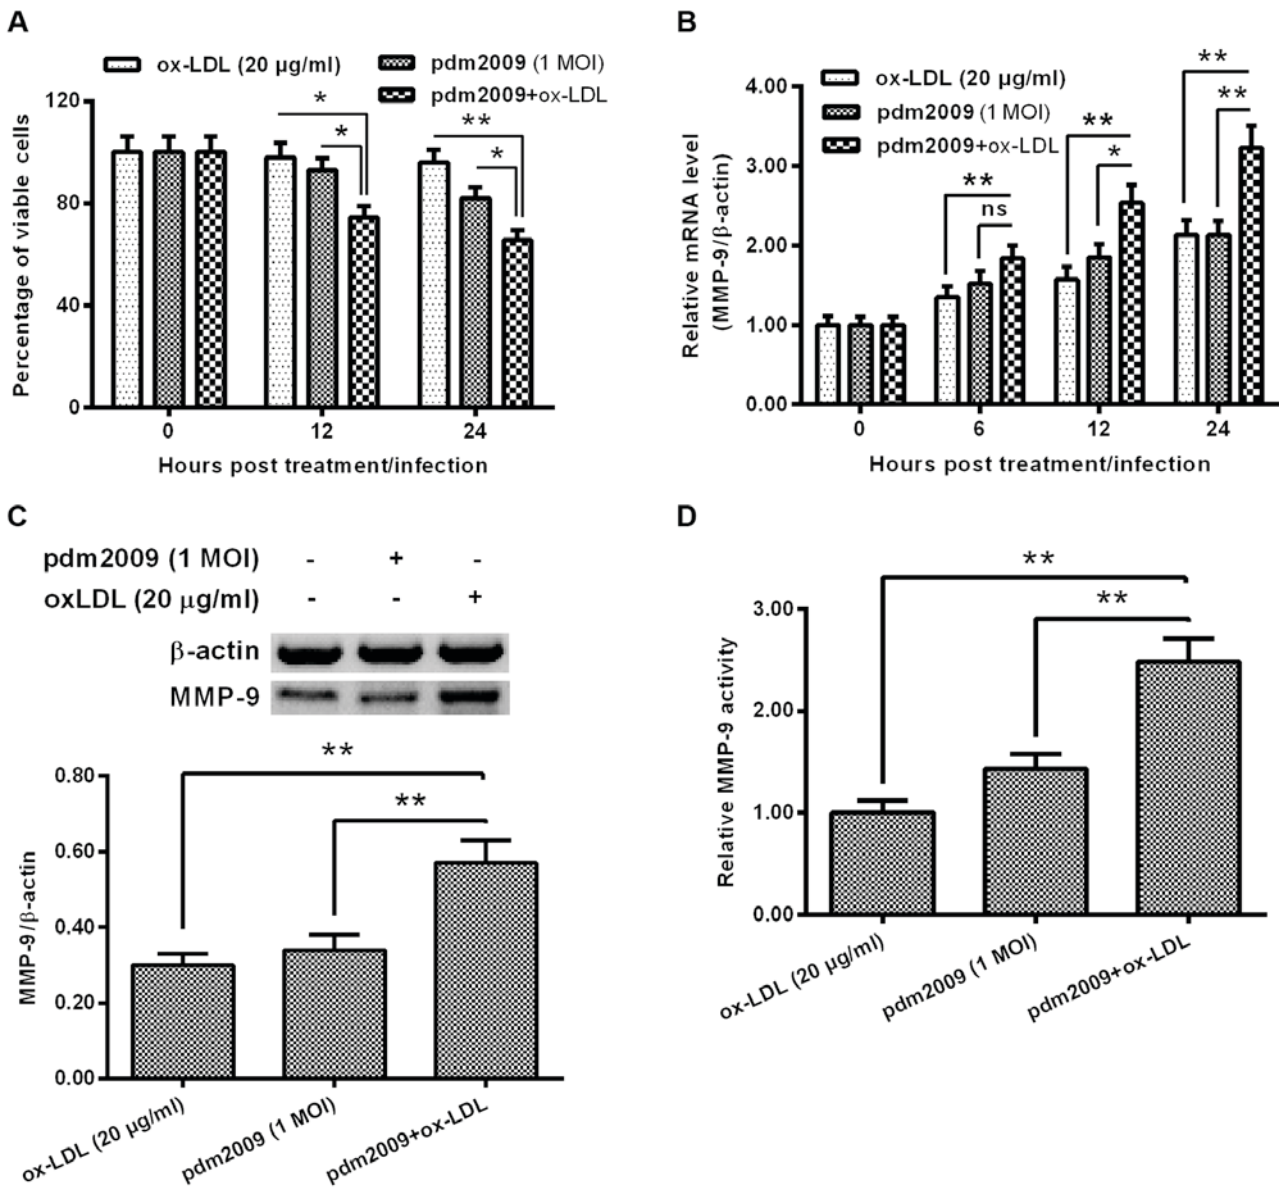 A
ox-LDL (20 µg/ml)
pdm2009 (1 MOI)
pdm2009+ox-LDL
120
80
40
0
Percentage of viable cells
*
*
**
*
0 12 24
Hours post treatment/infection
B
ox-LDL (20 µg/ml)
pdm2009 (1 MOI)
pdm2009+ox-LDL
4.00
3.00
2.00
1.00
0.00
Relative mRNA level
(MMP-9/β-actin)
**
ns
**
*
**
**
0 6 12 24
Hours post treatment/infection
C
pdm2009 (1 MOI) - + -
oxLDL (20 µg/ml) - - +
β-actin
MMP-9
0.80
0.60
0.40
0.20
0.00
MMP-9/β-actin
**
**
ox-LDL (20 µg/ml)
pdm2009 (1 MOI)
pdm2009+ox-LDL
D
3.00
2.00
1.00
0.00
Relative MMP-9 activity
**
**
ox-LDL (20 µg/ml)
pdm2009 (1 MOI)
pdm2009+ox-LDL